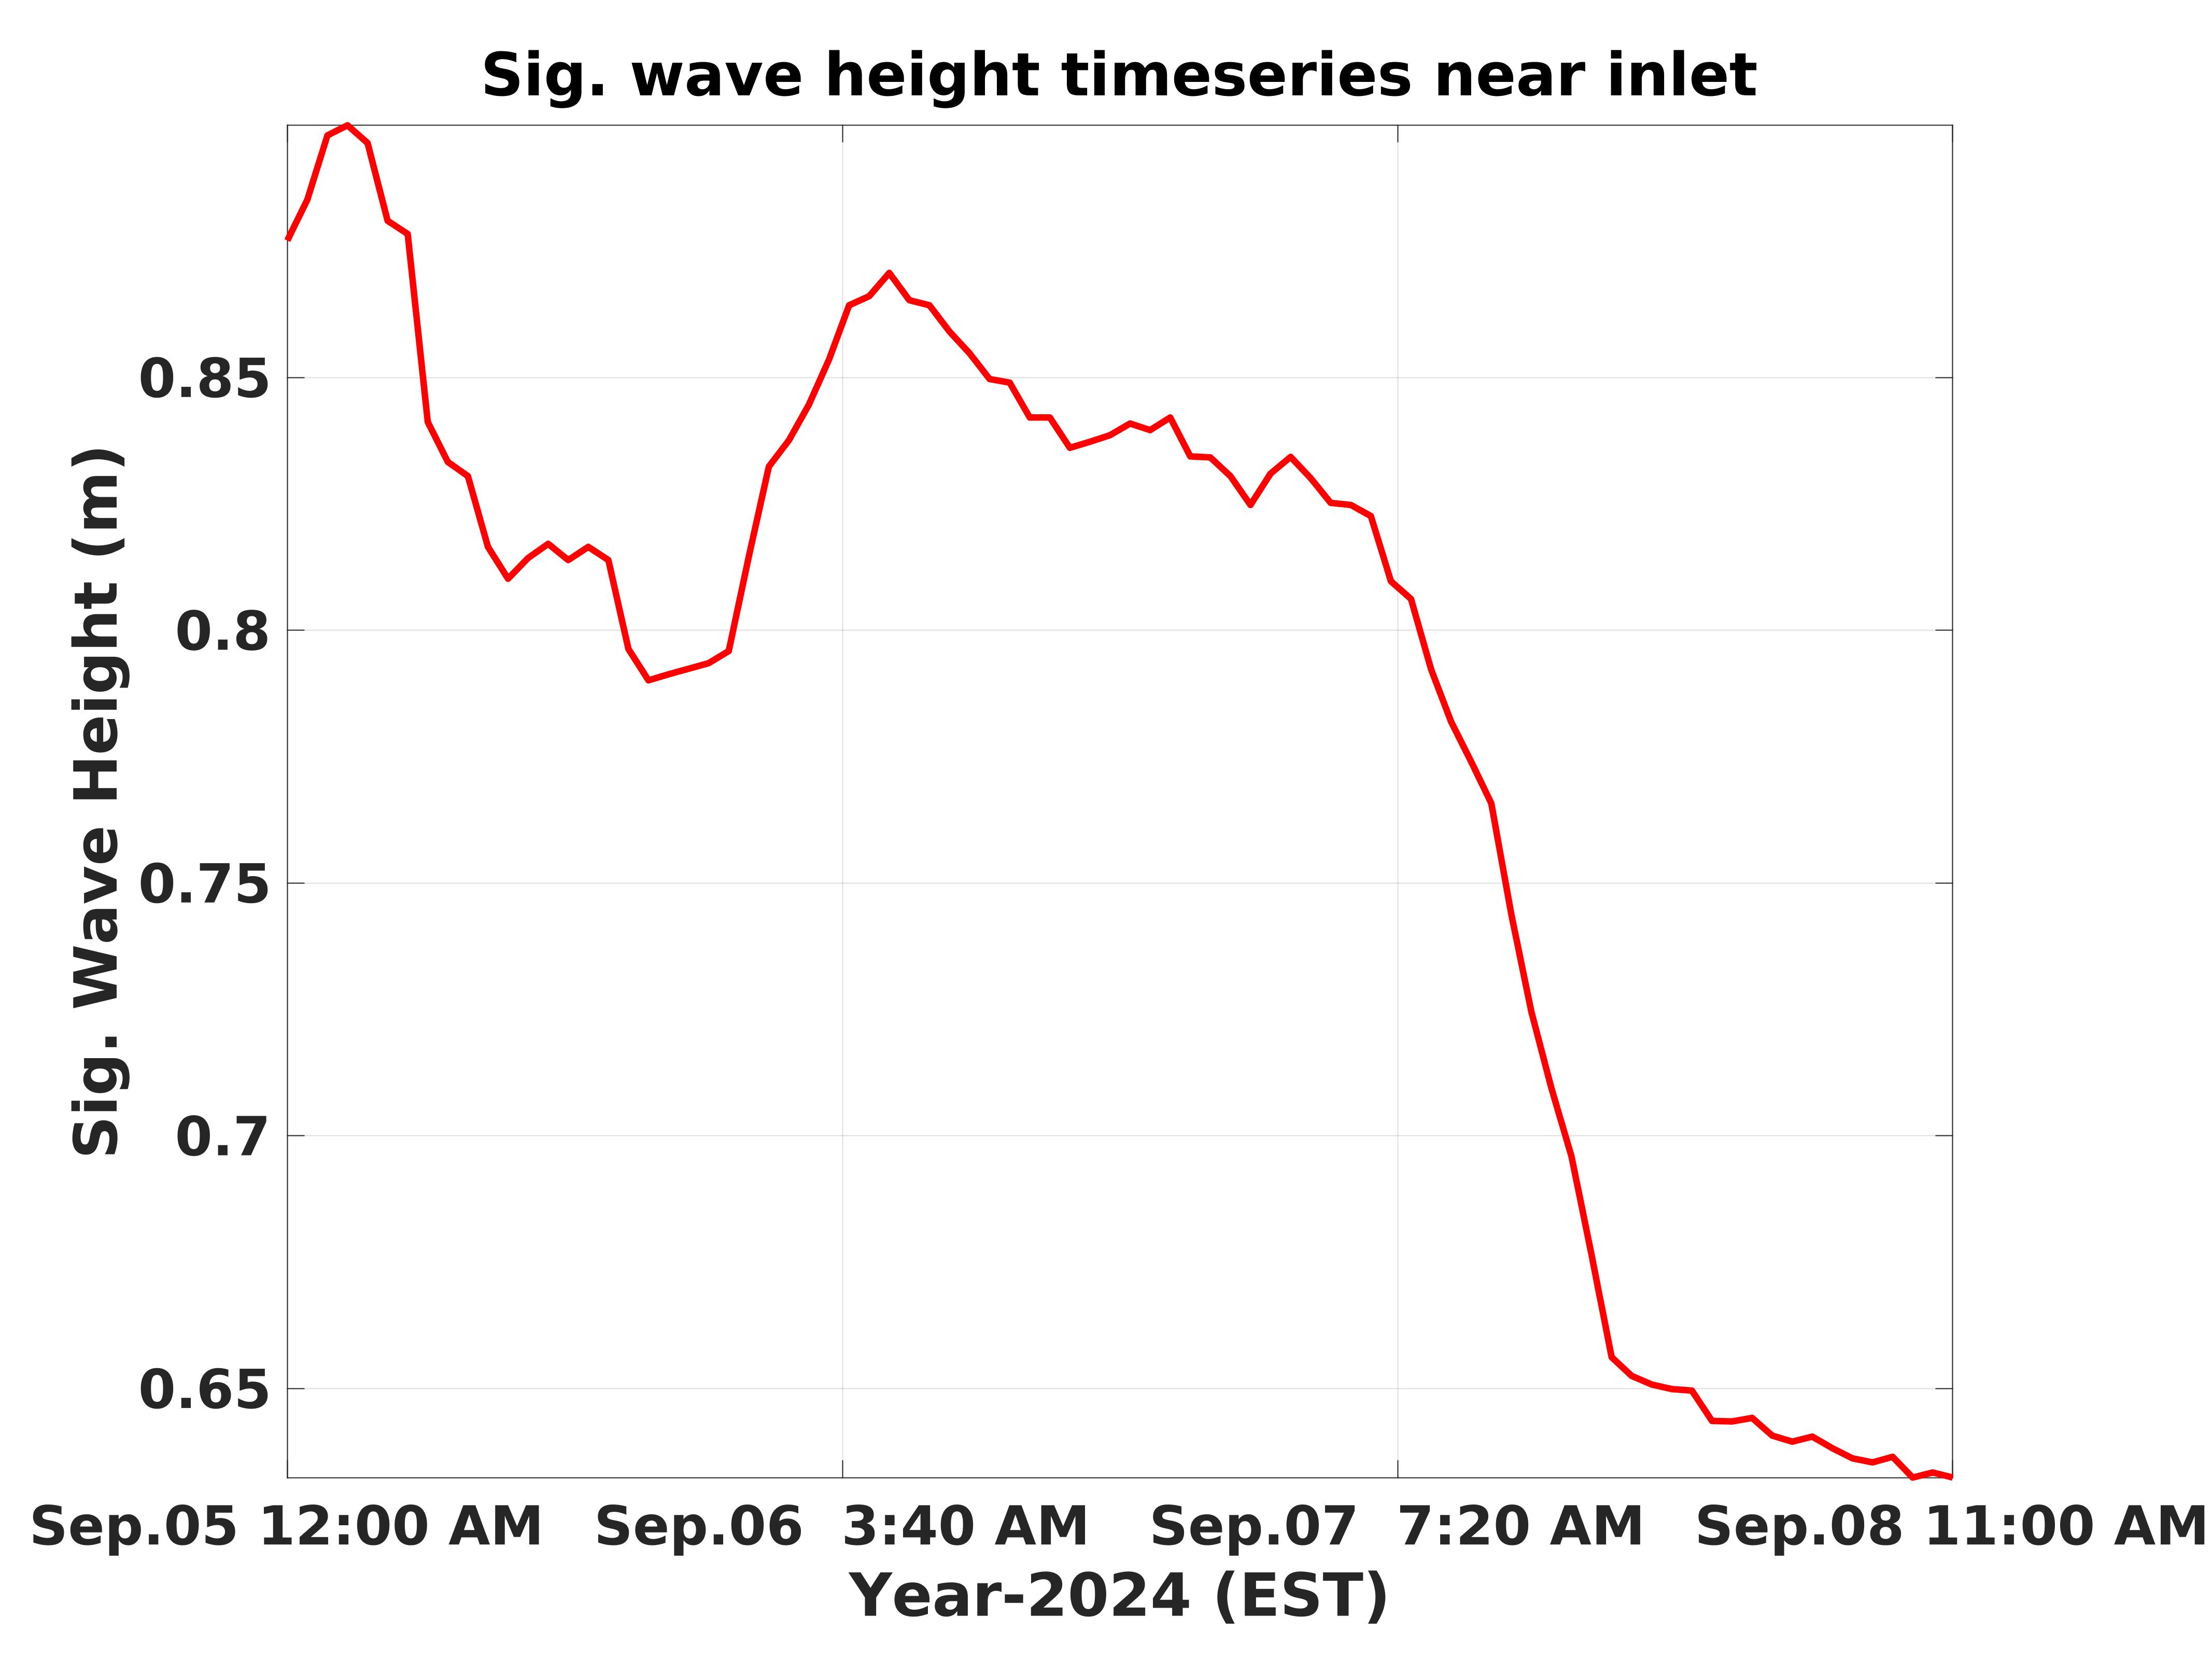 Sig. wave height timeseries near inlet
Sig. Wave Height (m)
0.85
0.8
0.75
0.7
0.65
Sep.05 12:00 AM
Sep.06  3:40 AM
Sep.07  7:20 AM
Sep.08 11:00 AM
Year-2024 (EST)